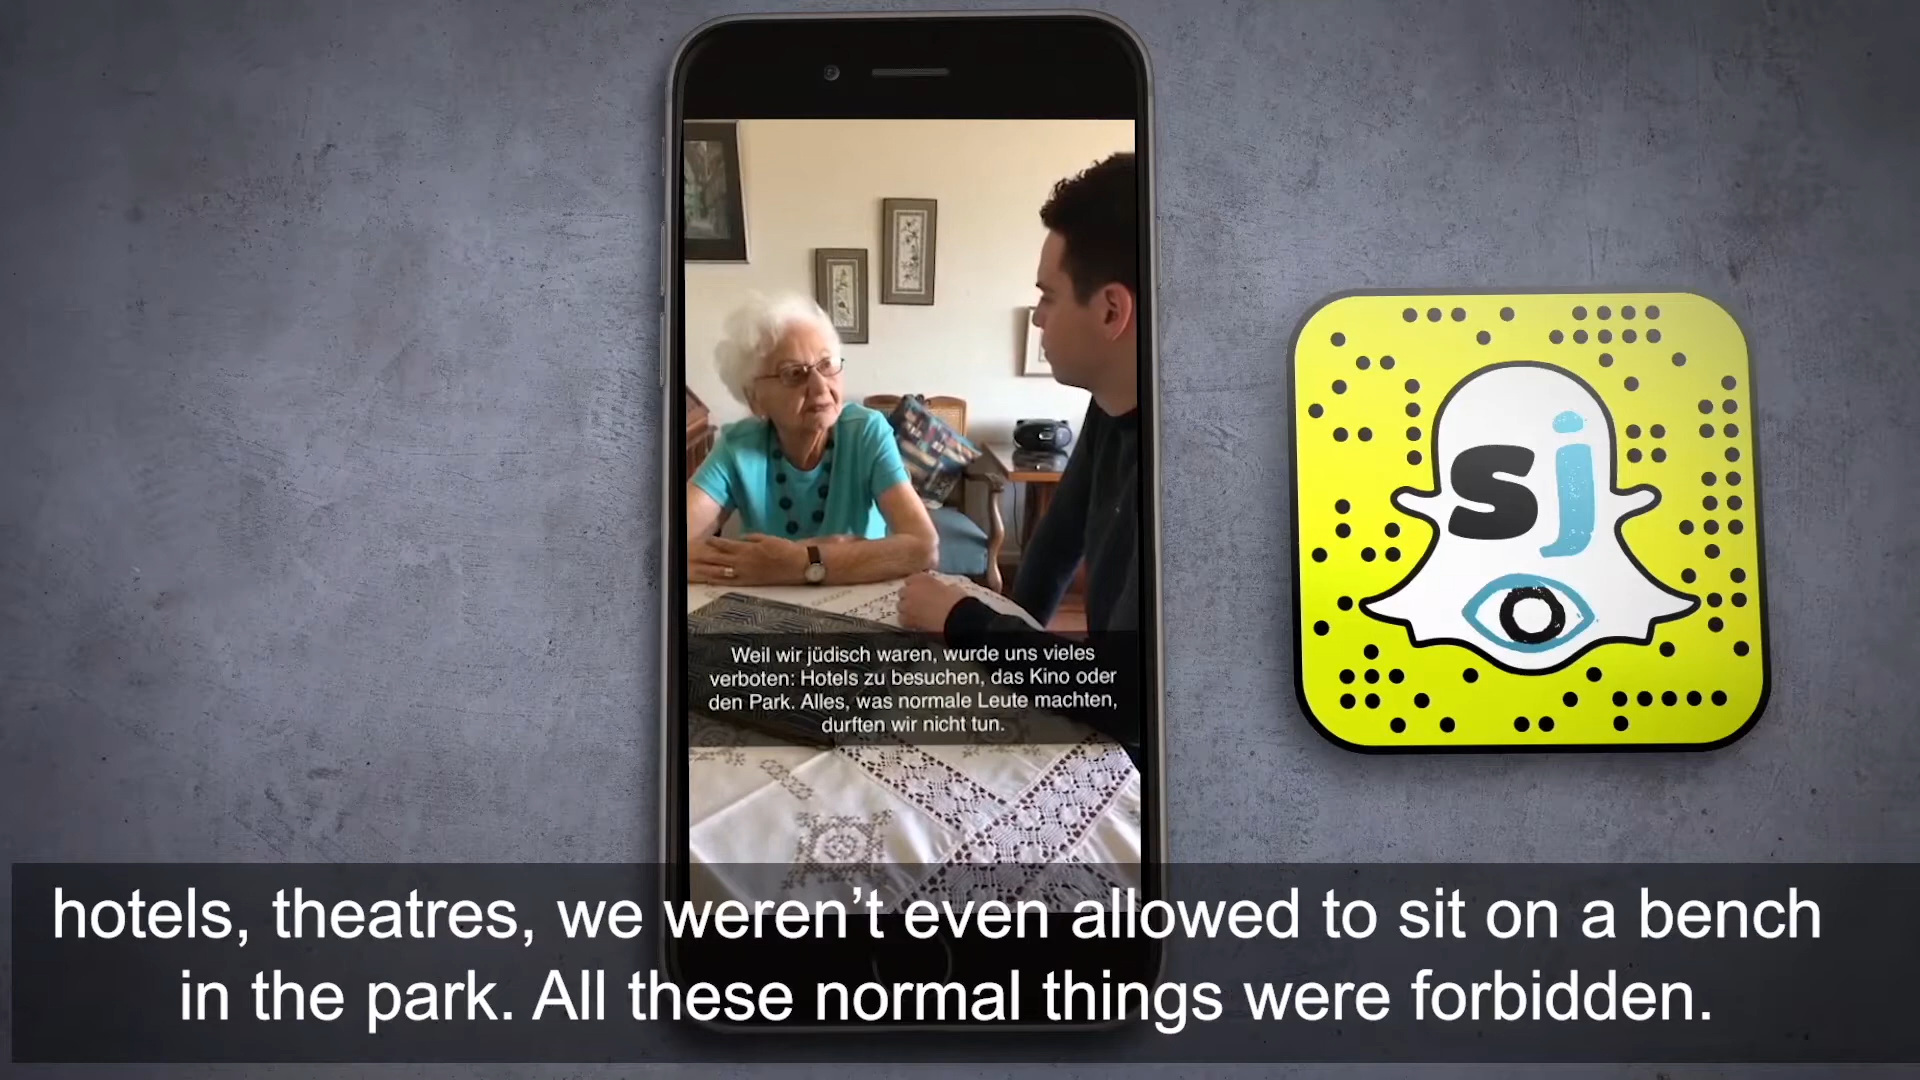 sj
Weil wir jüdisch waren, wurde uns vieles
verboten: Hotels zu besuchen, das Kino oder
den Park. Alles, was normale Leute machten,
durften wir nicht tun.
hotels, theatres, we weren’t even allowed to sit on a bench
in the park. All these normal things were forbidden.